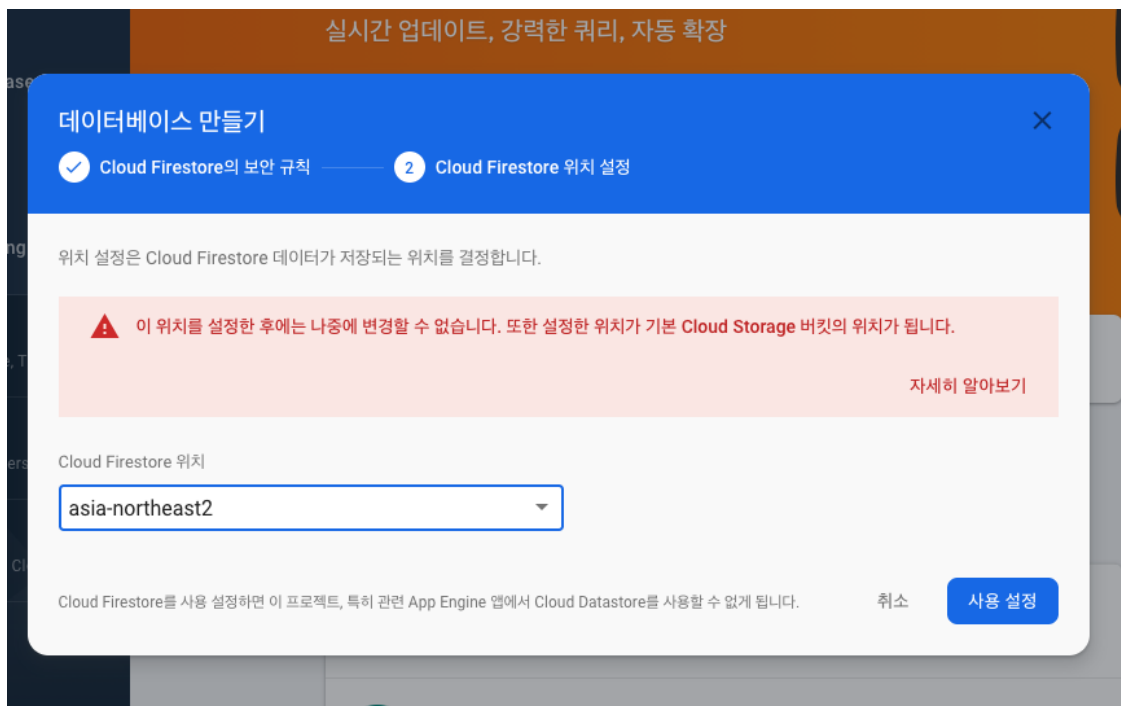 실시간 업데이트, 강력한 쿼리, 자동 확장
데이터베이스 만들기
Cloud Firestore의 보안 규칙
2 Cloud Firestore 위치 설정
위치 설정은 Cloud Firestore 데이터가 저장되는 위치를 결정합니다.
이 위치를 설정한 후에는 나중에 변경할 수 없습니다. 또한 설정한 위치가 기본 Cloud Storage 버킷의 위치가 됩니다.
자세히 알아보기
Cloud Firestore 위치
asia-northeast2
Cloud Firestore를 사용 설정하면 이 프로젝트, 특히 관련 App Engine 앱에서 Cloud Datastore를 사용할 수 없게 됩니다.
취소
사용 설정